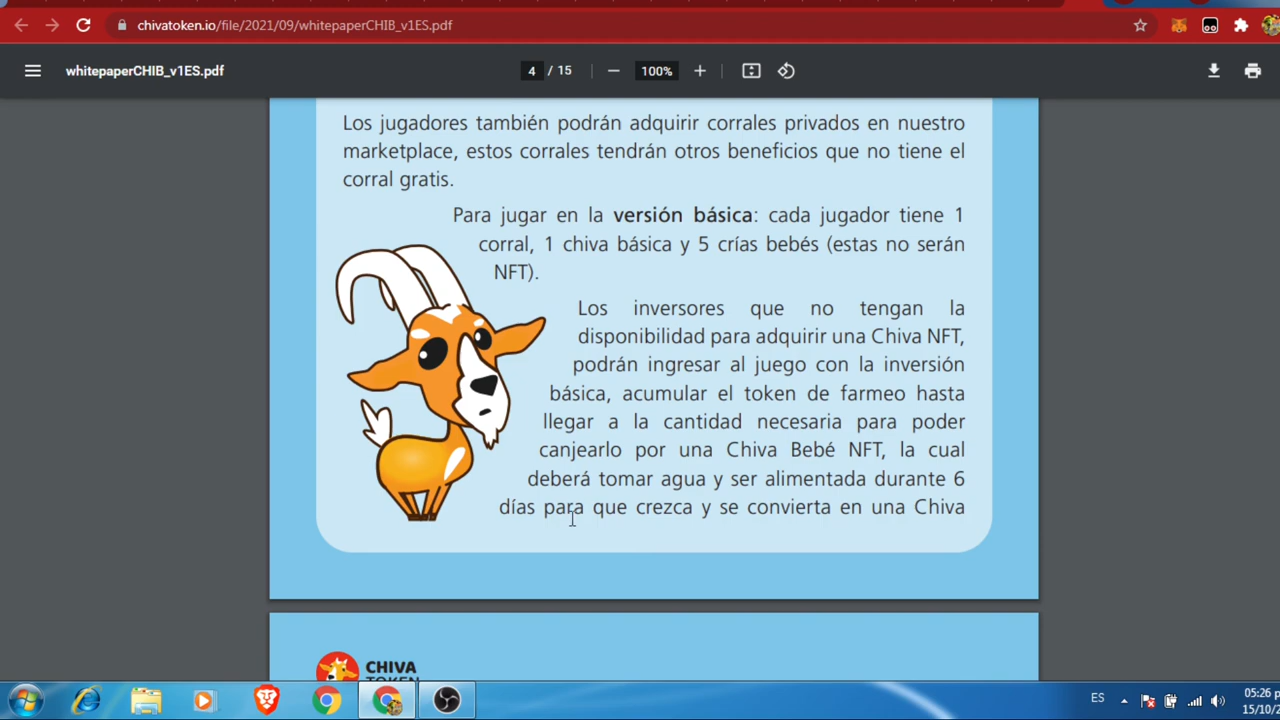 chivatoken.io/file/2021/09/whitepaperCHIB_v1ES.pdf
whitepaperCHIB_v1ES.pdf
4 / 15
100%
Los jugadores también podrán adquirir corrales privados en nuestro
marketplace, estos corrales tendrán otros beneficios que no tiene el
corral gratis.
Para jugar en la versión básica: cada jugador tiene 1
corral, 1 chiva básica y 5 crías bebés (estas no serán
NFT).
Los inversores que no tengan la
disponibilidad para adquirir una Chiva NFT,
podrán ingresar al juego con la inversión
básica, acumular el token de farmeo hasta
llegar a la cantidad necesaria para poder
canjearlo por una Chiva Bebé NFT, la cual
deberá tomar agua y ser alimentada durante 6
días para que crezca y se convierta en una Chiva
CHIVA
TOKEN
ES
05:26 p
15/10/2